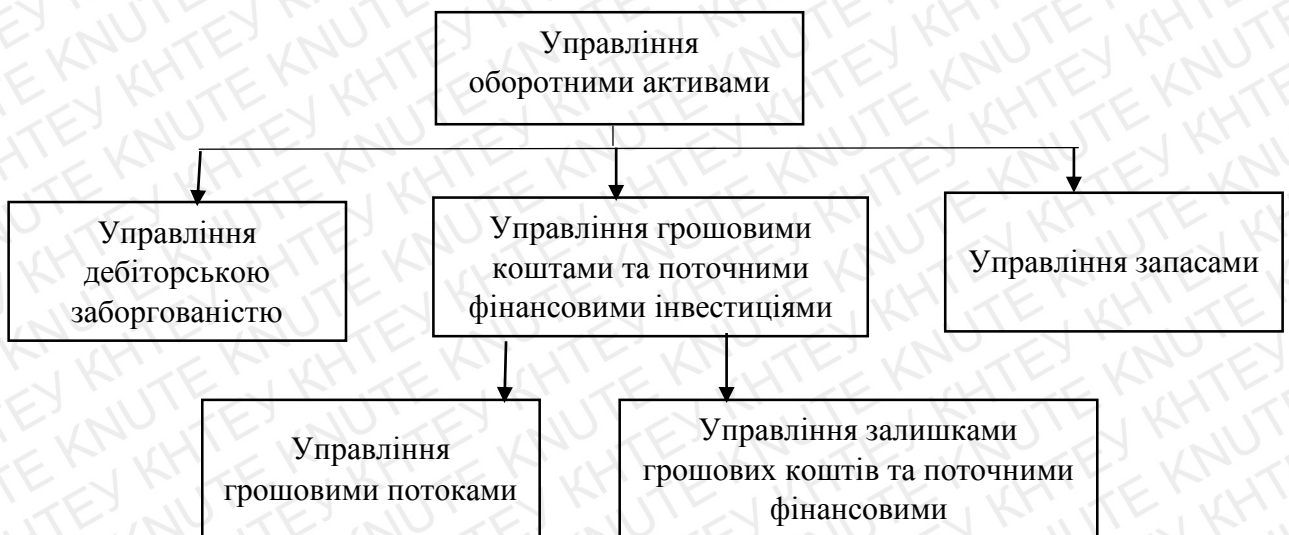 Управління
оборотними активами
Управління
дебіторською
заборгованістю
Управління грошовими
коштами та поточними
фінансовими інвестиціями
Управління запасами
Управління
грошовими потоками
Управління залишками
грошових коштів та поточними
фінансовими